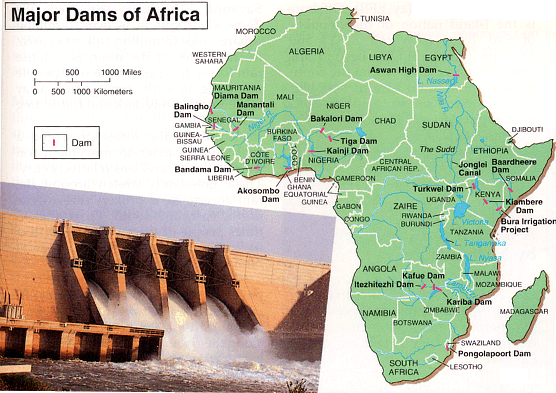 Major Dams of Africa
0 500 1000 Miles
0 500 1000 Kilometers
Dam
TUNISIA
MOROCCO
ALGERIA
LIBYA
EGYPT
WESTERN
SAHARA
Aswan High Dam
L. Nasser
Nile R.
MAURITANIA
Diama Dam
Balingho
Dam
Manantali
Dam
MALI
NIGER
CHAD
SUDAN
SENEGAL
GAMBIA
Bakalori Dam
Niger R.
GUINEA-
BISSAU
BURKINA
FASO
Tiga Dam
DJIBOUTI
The Sudd
ETHIOPIA
GUINEA
Kainji Dam
Jonglei
Canal
Baardheere
Dam
SIERRA LEONE
CÔTE
D'IVOIRE
TOGO
NIGERIA
CENTRAL
AFRICAN REP.
SOMALIA
Bandama Dam
LIBERIA
BENIN
CAMEROON
Turkwel Dam
Akosombo
Dam
GHANA
EQUATORIAL
GUINEA
UGANDA
KENYA
Kiambere
Dam
GABON
ZAIRE
RWANDA
BURUNDI
L. Victoria
Bura Irrigation
Project
CONGO
TANZANIA
L. Tanganyika
ZAMBIA
L. Nyasa
ANGOLA
MALAWI
Kafue Dam
Itezhitezhi Dam
MOZAMBIQUE
Kariba Dam
ZIMBABWE
NAMIBIA
BOTSWANA
MADAGASCAR
SWAZILAND
Pongolapoort Dam
SOUTH
AFRICA
LESOTHO